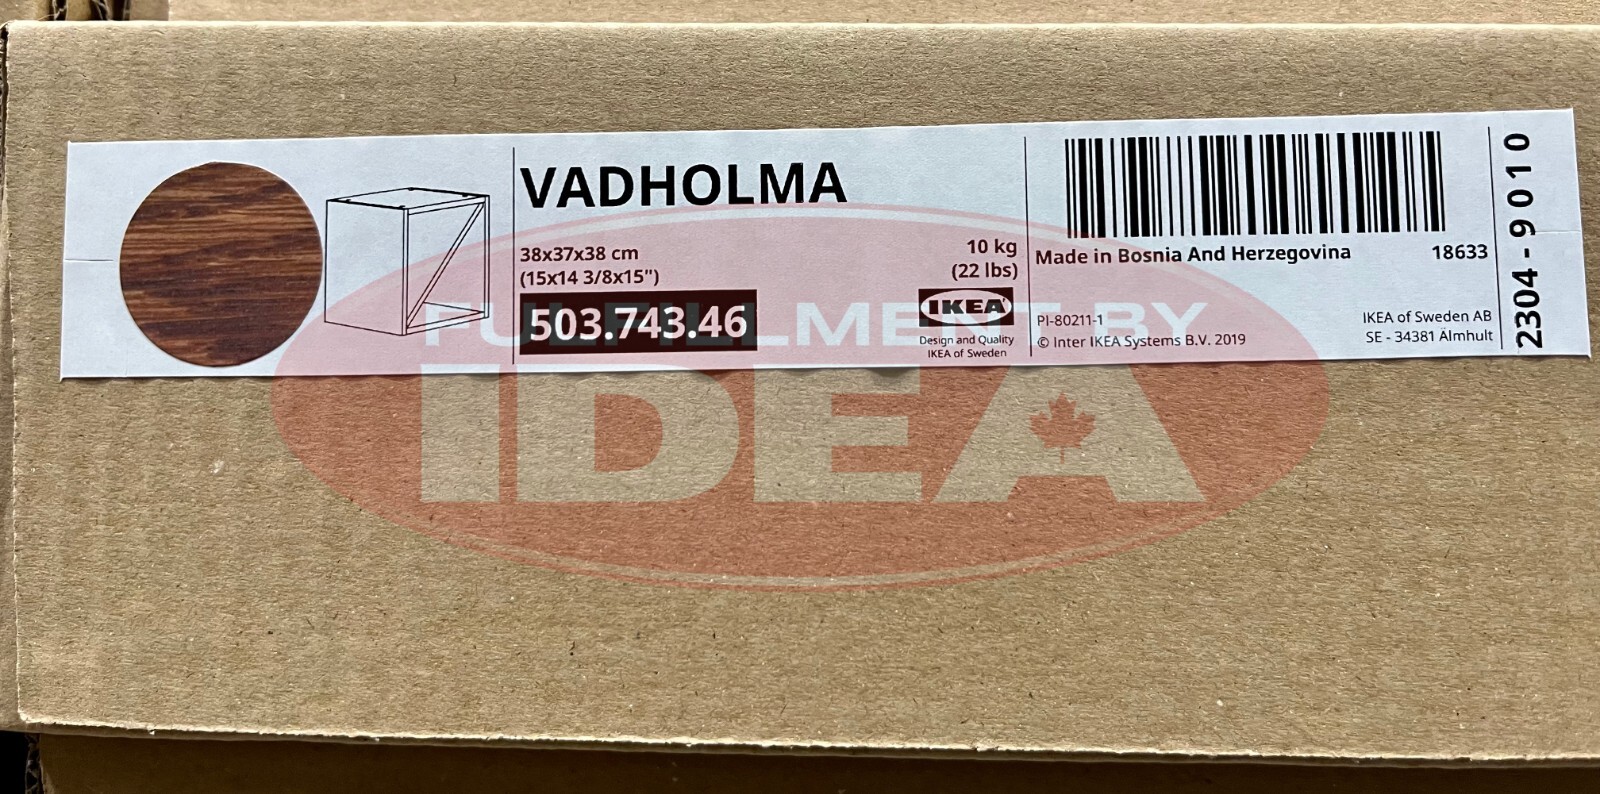 VADHOLMA
38x37x38 cm
(15x14 3/8x15")
503.743.46
10 kg
(22 lbs)
IKEA
Design and Quality
IKEA of Sweden
Made in Bosnia And Herzegovina
18633
PI-80211-1
© Inter IKEA Systems B.V. 2019
IKEA of Sweden AB
SE - 34381 Älmhult
2304-9010
FULFILLMENT BY
IDEA